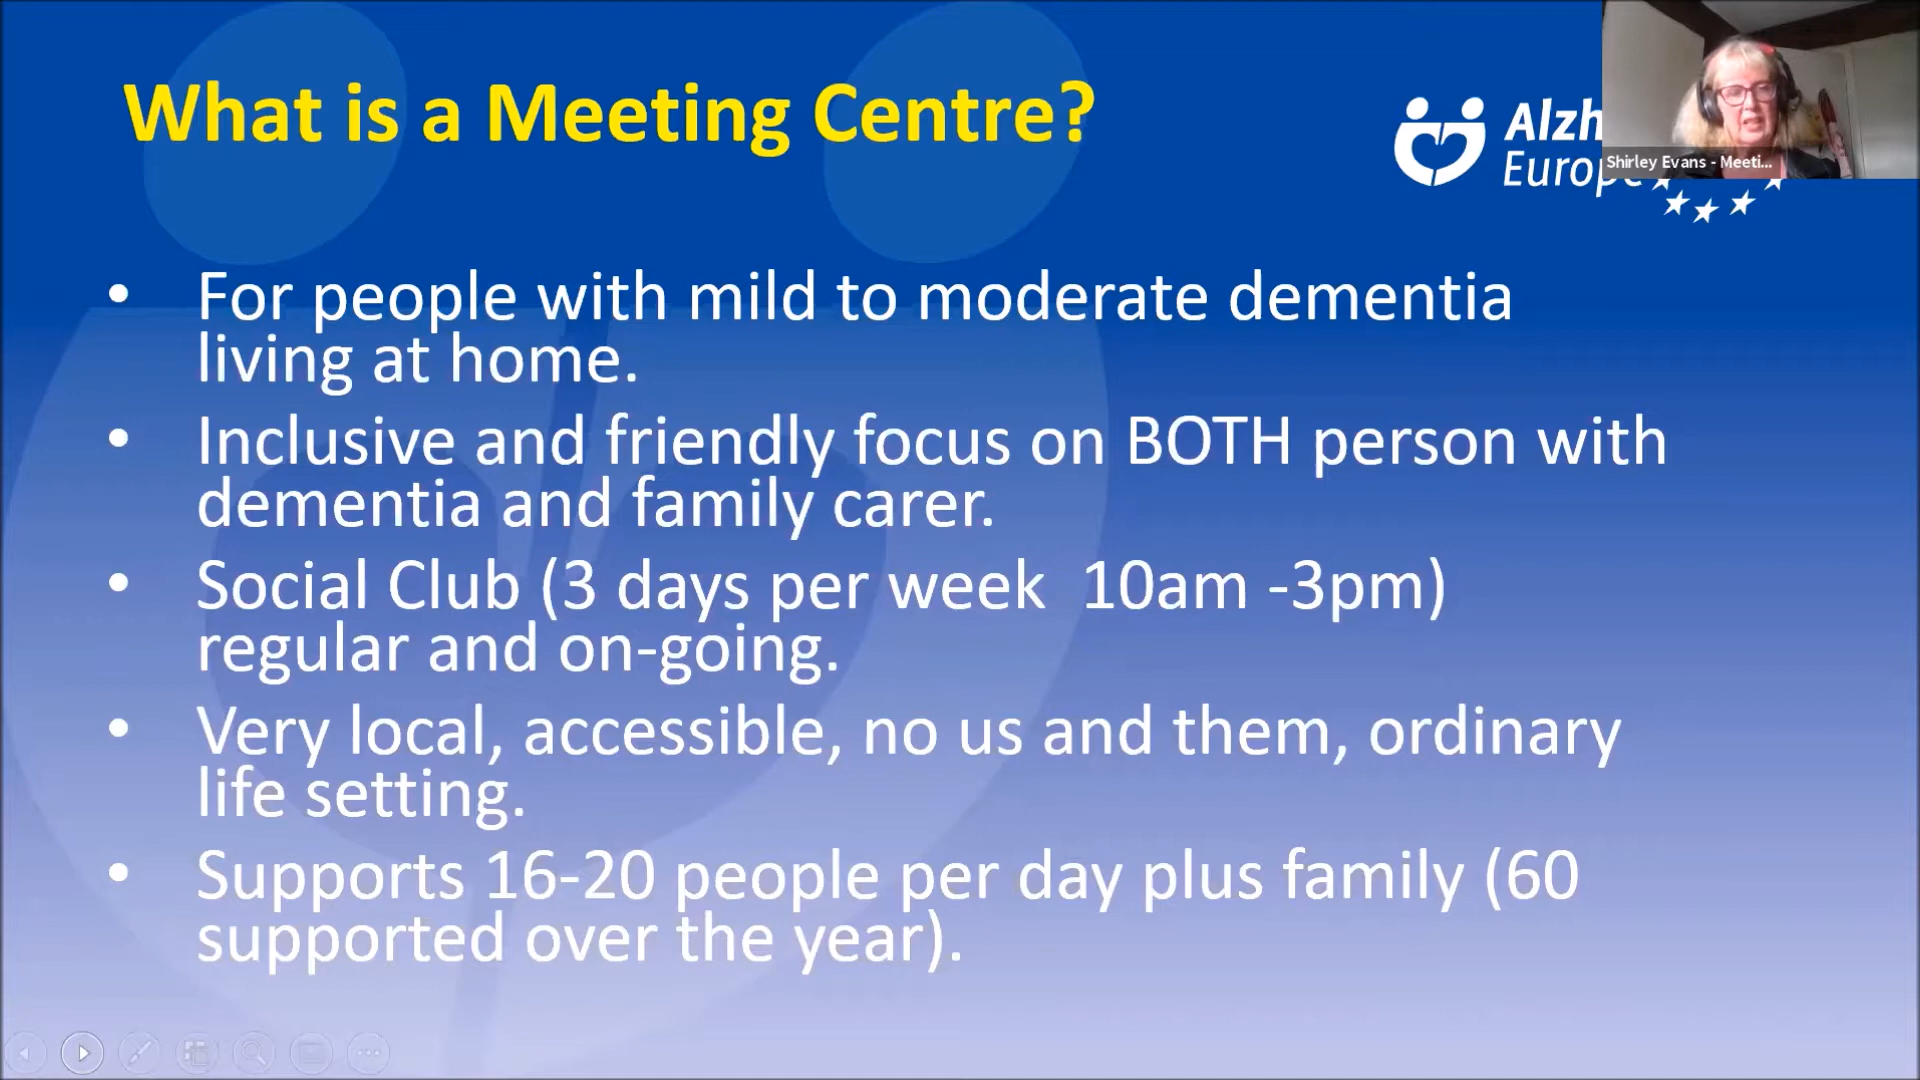 What is a Meeting Centre?
Alzh
Europe
Shirley Evans - Meeti...
• For people with mild to moderate dementia
living at home.
• Inclusive and friendly focus on BOTH person with
dementia and family carer.
• Social Club (3 days per week  10am -3pm)
regular and on-going.
• Very local, accessible, no us and them, ordinary
life setting.
• Supports 16-20 people per day plus family (60
supported over the year).